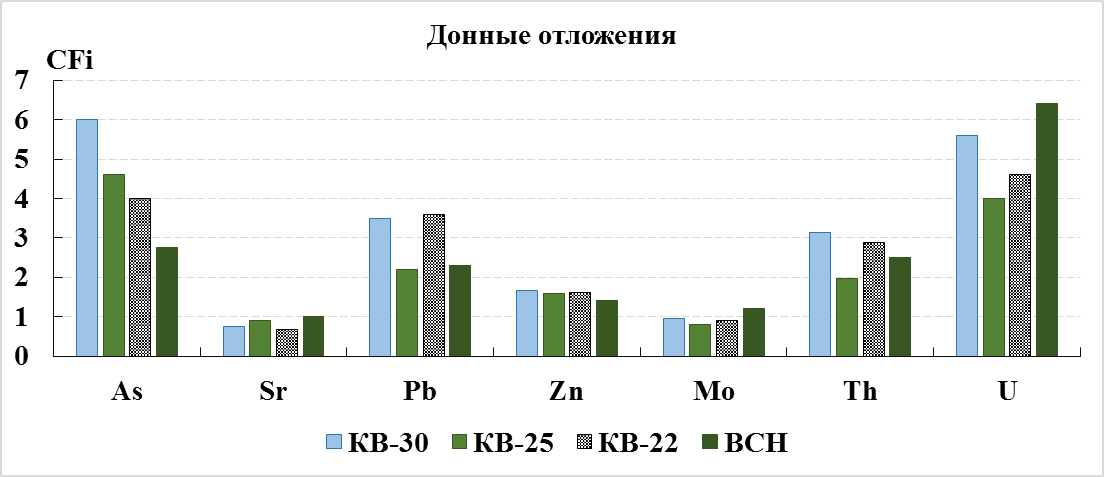 Донные отложения
CFi
7
6
5
4
3
2
1
0
As Sr Pb Zn Mo Th U
КВ-30 КВ-25 КВ-22 ВСН